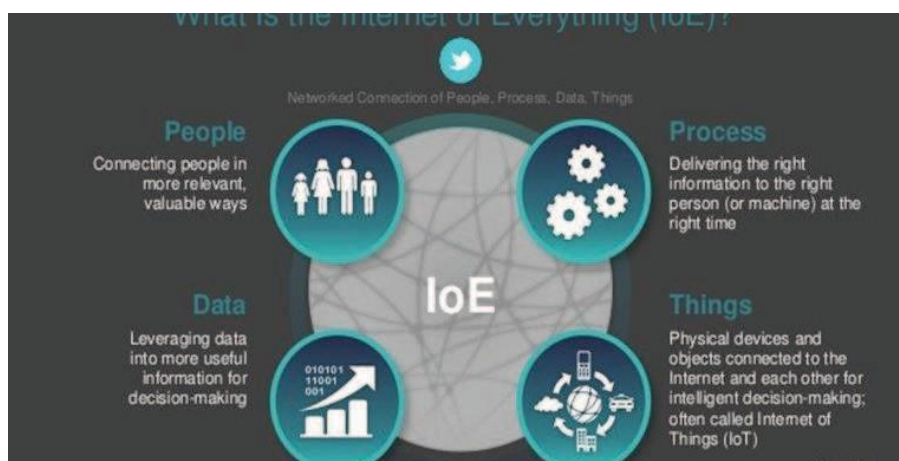 What is the Internet of Everything (IoE)?
Networked Connection of People, Process, Data, Things
People
Connecting people in
more relevant,
valuable ways
Process
Delivering the right
information to the right
person (or machine) at the
right time
IoE
Data
Leveraging data
into more useful
information for
decision-making
010101
11001
001
Things
Physical devices and
objects connected to the
Internet and each other for
intelligent decision-making;
often called Internet of
Things (IoT)